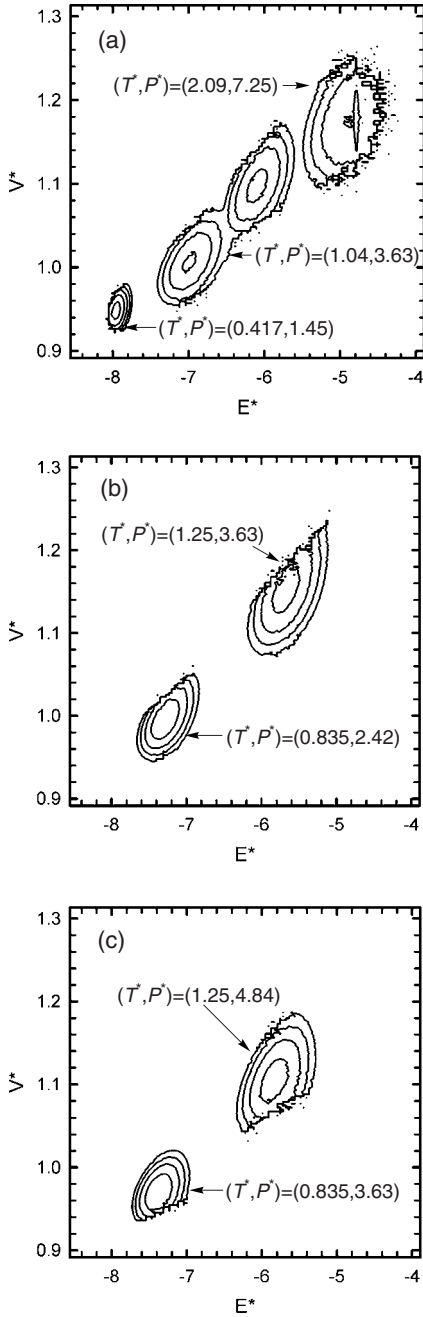 (a)
(T*,P*)=(2.09,7.25)
(T*,P*)=(1.04,3.63)
(T*,P*)=(0.417,1.45)
1.3
1.2
1.1
1.0
0.9
V*
-8 -7 -6 -5 -4
E*
(b)
(T*,P*)=(1.25,3.63)
(T*,P*)=(0.835,2.42)
1.3
1.2
1.1
1.0
0.9
V*
-8 -7 -6 -5 -4
E*
(c)
(T*,P*)=(1.25,4.84)
(T*,P*)=(0.835,3.63)
1.3
1.2
1.1
1.0
0.9
V*
-8 -7 -6 -5 -4
E*